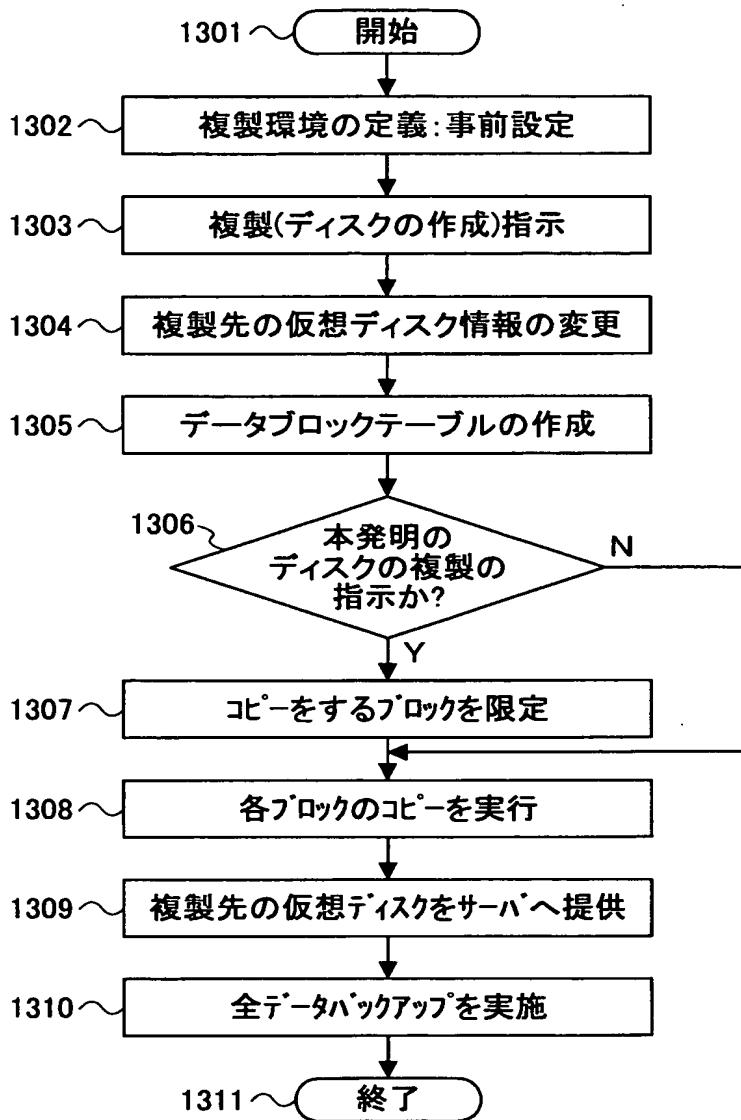 1301
開始
1302
複製環境の定義:事前設定
1303
複製(ディスクの作成)指示
1304
複製先の仮想ディスク情報の変更
1305
データブロックテーブルの作成
1306
本発明の
ディスクの複製の
指示か?
N
Y
1307
コピーをするブロックを限定
1308
各ブロックのコピーを実行
1309
複製先の仮想ディスクをサーバへ提供
1310
全データバックアップを実施
1311
終了